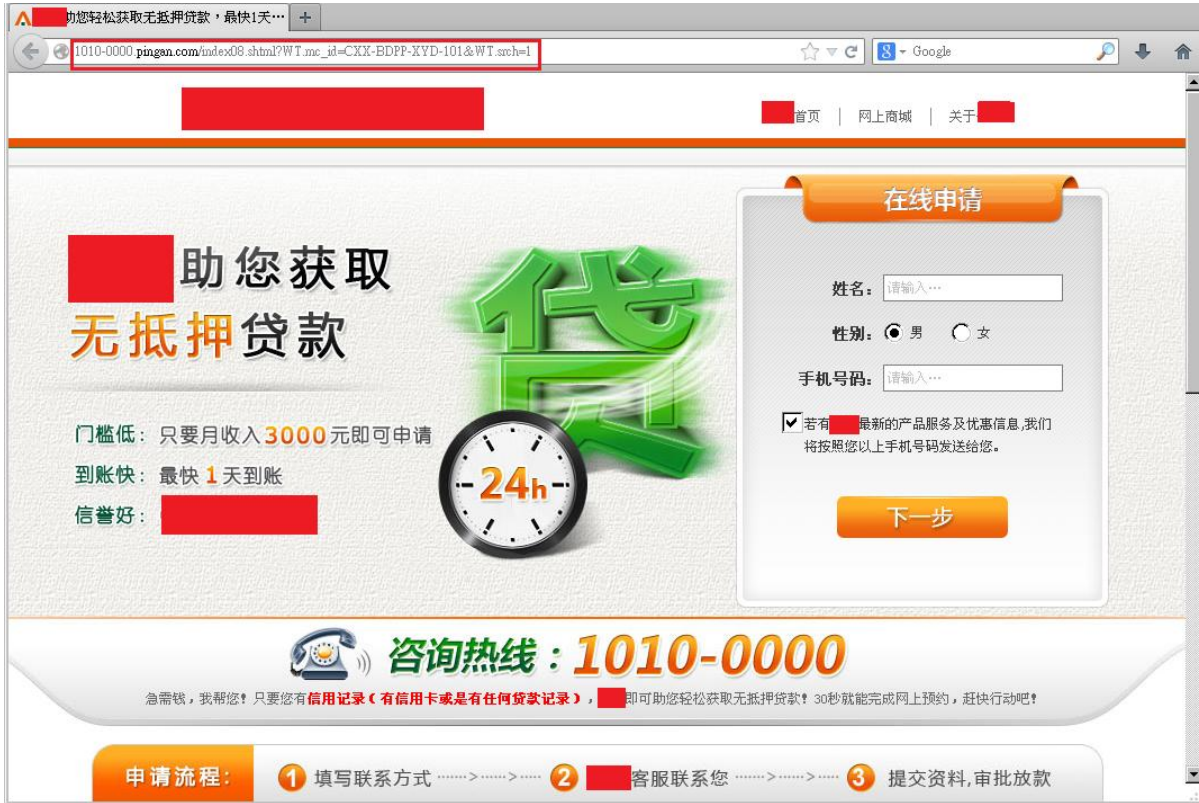 助您轻松获取无抵押贷款，最快1天…
1010-0000.pingan.com/index08.shtml?WT.mc_id=CXX-BDPP-XYD-101&WT.srch=1
Google
首页 | 网上商城 | 关于
在线申请
助您获取
无抵押贷款
贷
姓名：请输入…
性别：男 女
手机号码：请输入…
若有 最新的产品服务及优惠信息,我们
将按照您以上手机号码发送给您。
下一步
门槛低：只要月收入3000元即可申请
到账快：最快1天到账
信誉好：
24h
咨询热线：1010-0000
急需钱，我帮您！只要您有信用记录（有信用卡或是有任何贷款记录），即可助您轻松获取无抵押贷款！30秒就能完成网上预约，赶快行动吧！
申请流程：
1 填写联系方式 ······>······>······ 2 客服联系您 ······>······>······ 3 提交资料,审批放款